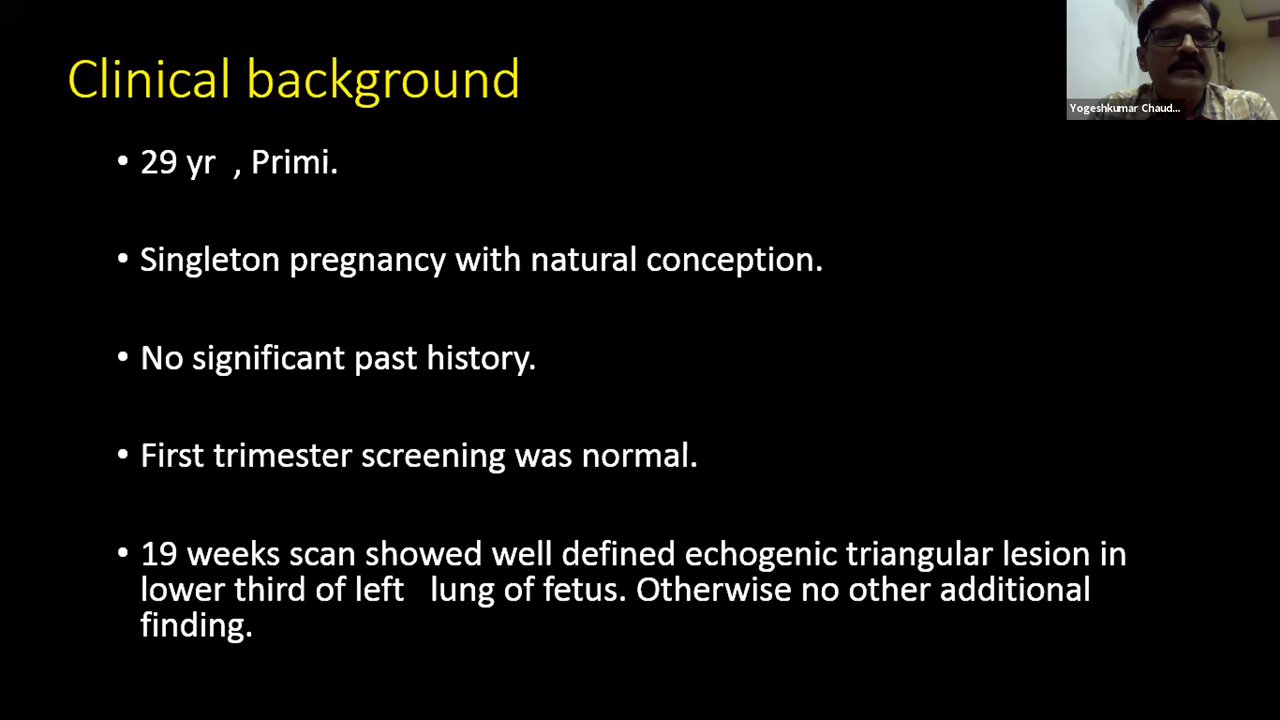 Clinical background
Yogeshkumar Chaud...
• 29 yr , Primi.
• Singleton pregnancy with natural conception.
• No significant past history.
• First trimester screening was normal.
• 19 weeks scan showed well defined echogenic triangular lesion in
lower third of left lung of fetus. Otherwise no other additional
finding.